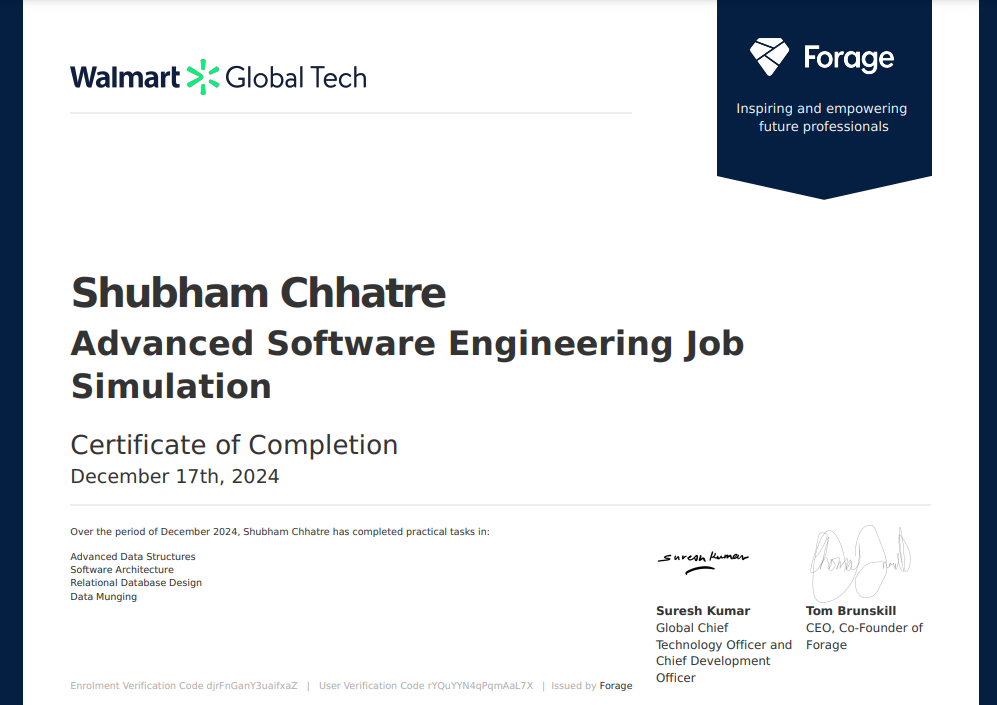 Walmart Global Tech
Forage
Inspiring and empowering
future professionals
Shubham Chhatre
Advanced Software Engineering Job
Simulation
Certificate of Completion
December 17th, 2024
Over the period of December 2024, Shubham Chhatre has completed practical tasks in:
Advanced Data Structures
Software Architecture
Relational Database Design
Data Munging
Suresh Kumar
Suresh Kumar
Global Chief
Technology Officer and
Chief Development
Officer
Tom Brunskill
CEO, Co-Founder of
Forage
Enrolment Verification Code djrFnGanY3uaifxaZ | User Verification Code rYQuYYN4qPqmAaL7X | Issued by Forage